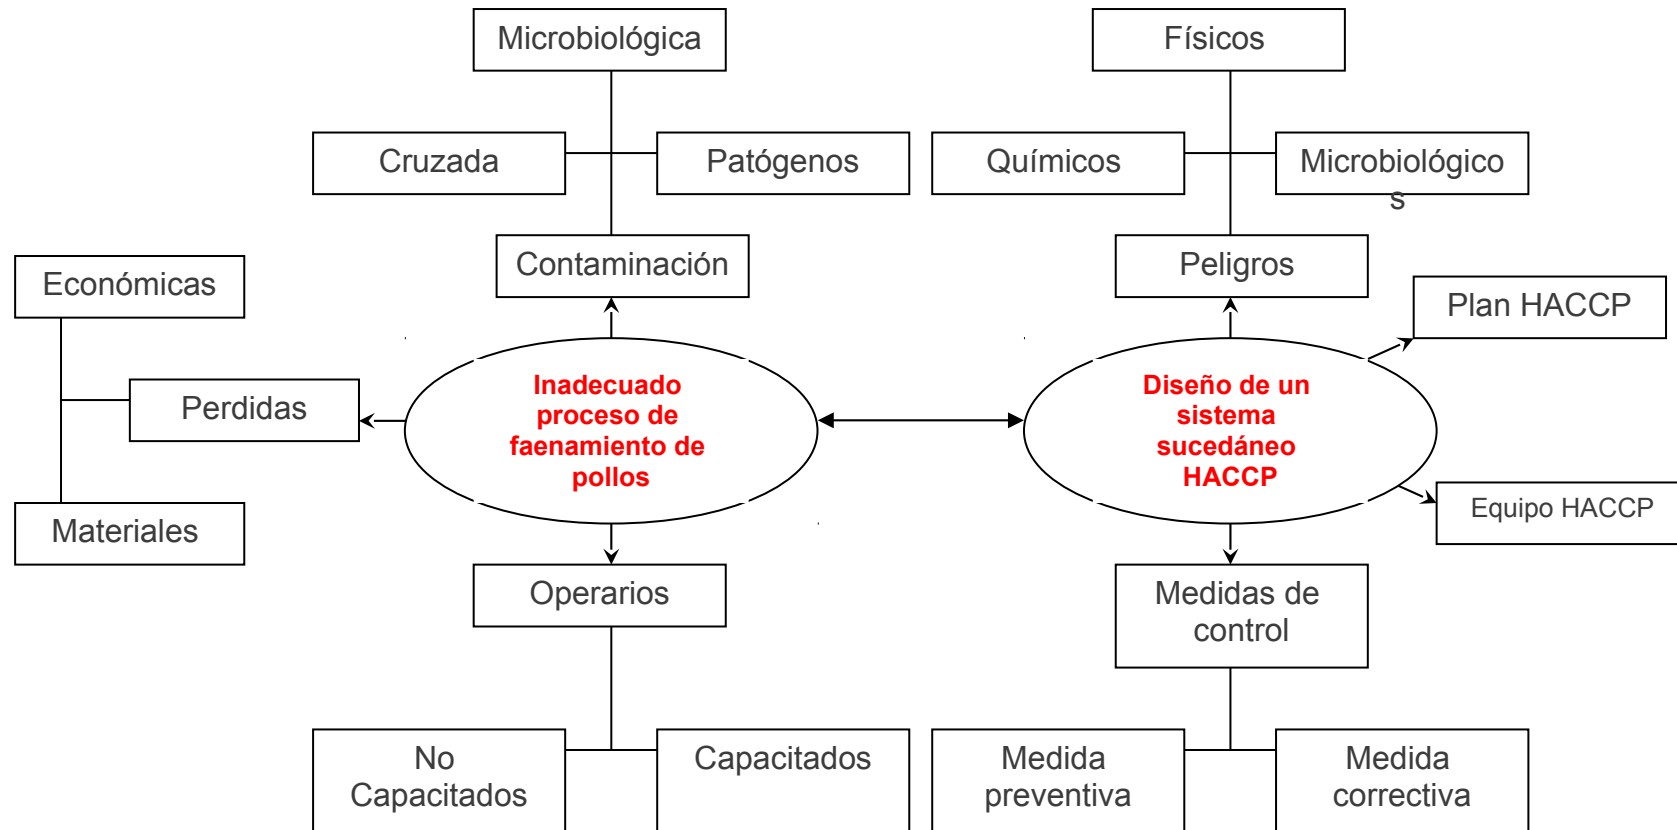 Microbiológica
Físicos
Cruzada
Patógenos
Químicos
Microbiológico
s
Contaminación
Peligros
Económicas
Plan HACCP
Perdidas
Inadecuado
proceso de
faenamiento de
pollos
Diseño de un
sistema
sucedáneo
HACCP
Materiales
Equipo HACCP
Operarios
Medidas de
control
No
Capacitados
Capacitados
Medida
preventiva
Medida
correctiva